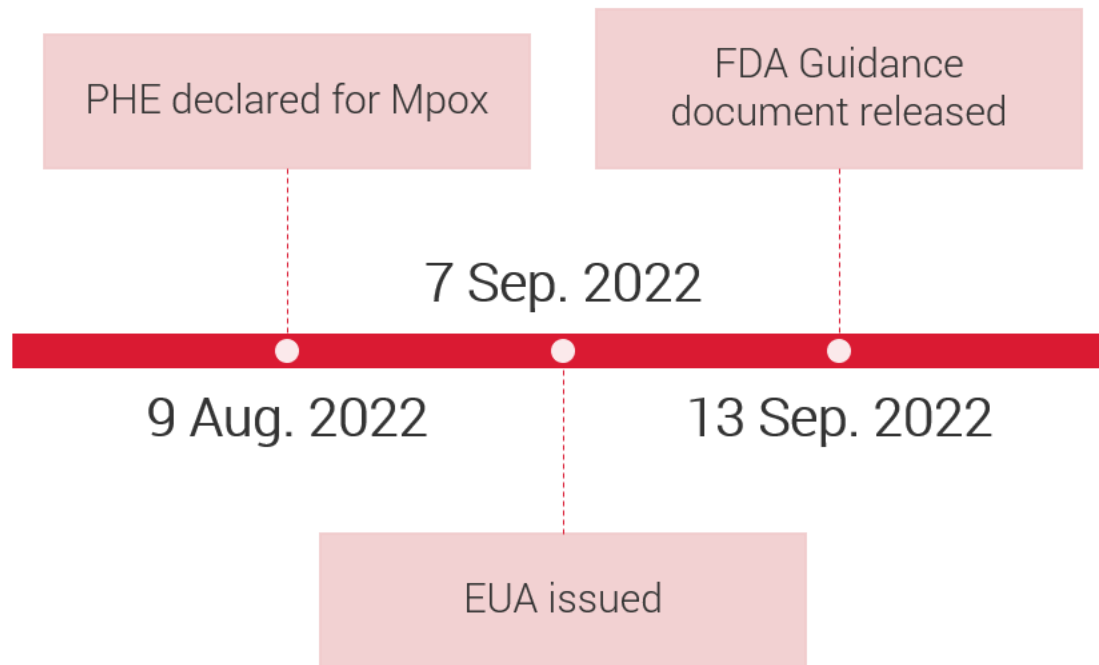 PHE declared for Mpox
FDA Guidance
document released
7 Sep. 2022
9 Aug. 2022
13 Sep. 2022
EUA issued